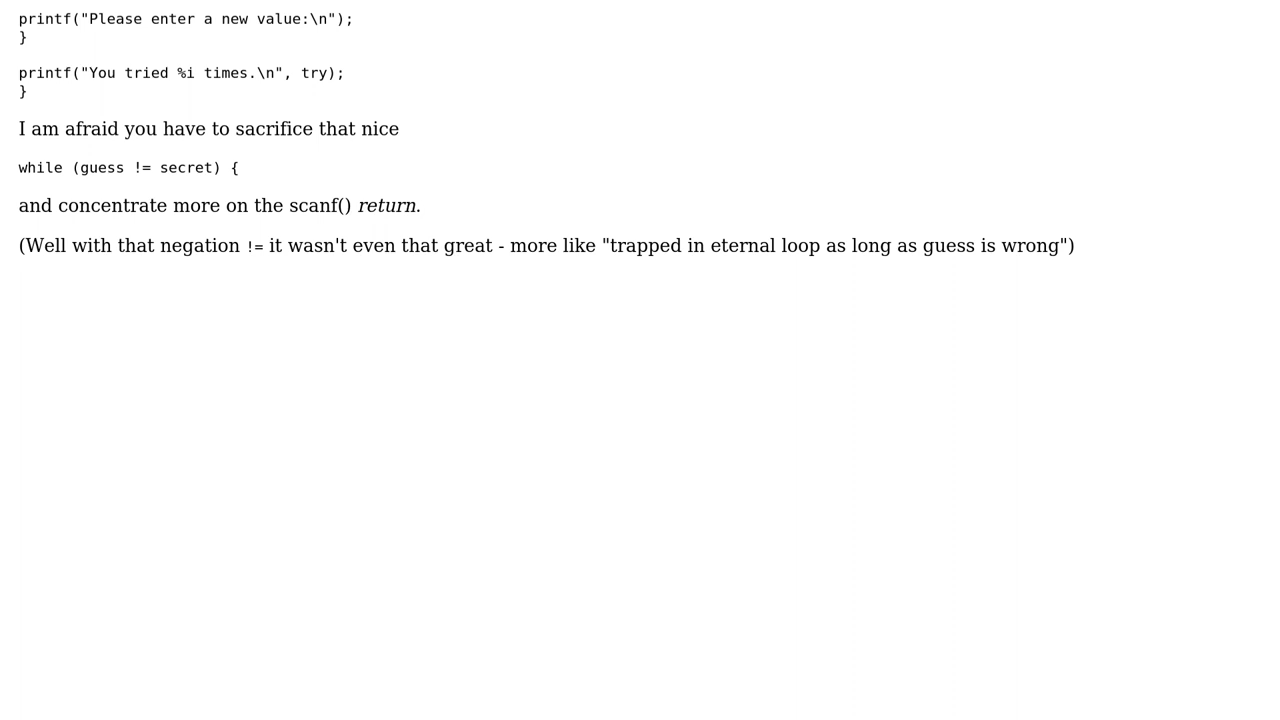 printf("Please enter a new value:\n");
}
printf("You tried %i times.\n", try);
}
I am afraid you have to sacrifice that nice
while (guess != secret) {
and concentrate more on the scanf() return.
(Well with that negation != it wasn't even that great - more like "trapped in eternal loop as long as guess is wrong")